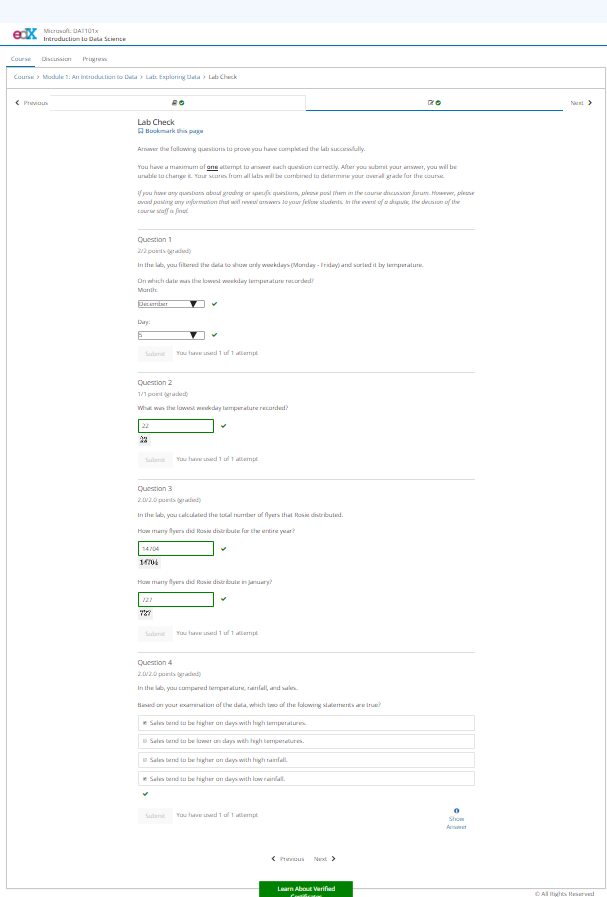 edX
Microsoft: DAT101x
Introduction to Data Science
Course Discussion Progress
Course > Module 1: An Introduction to Data > Lab: Exploring Data > Lab Check
Previous
Next
Lab Check
Bookmark this page
Answer the following questions to prove you have completed the lab successfully.
You have a maximum of one attempt to answer each question correctly. After you submit your answer, you will be
unable to change it. Your scores from all labs will be combined to determine your overall grade for the course.
If you have any questions about grading or specific questions, please post them in the course discussion forum. However, please
avoid posting any information that will reveal answers to your fellow students. In the event of a dispute, the decision of the
course staff is final.
Question 1
2/2 points (graded)
In the lab, you filtered the data to show only weekdays (Monday - Friday) and sorted it by temperature.
On which date was the lowest weekday temperature recorded?
Month:
December
Day:
5
Submit You have used 1 of 1 attempt
Question 2
1/1 point (graded)
What was the lowest weekday temperature recorded?
22
22
Submit You have used 1 of 1 attempt
Question 3
2.0/2.0 points (graded)
In the lab, you calculated the total number of flyers that Rosie distributed.
How many flyers did Rosie distribute for the entire year?
14704
14704
How many flyers did Rosie distribute in January?
727
727
Submit You have used 1 of 1 attempt
Question 4
2.0/2.0 points (graded)
In the lab, you compared temperature, rainfall, and sales.
Based on your examination of the data, which two of the following statements are true?
Sales tend to be higher on days with high temperatures.
Sales tend to be lower on days with high temperatures.
Sales tend to be higher on days with high rainfall.
Sales tend to be higher on days with low rainfall.
Submit You have used 1 of 1 attempt
Show
Answer
Previous Next
Learn About Verified
Certificates
© All Rights Reserved